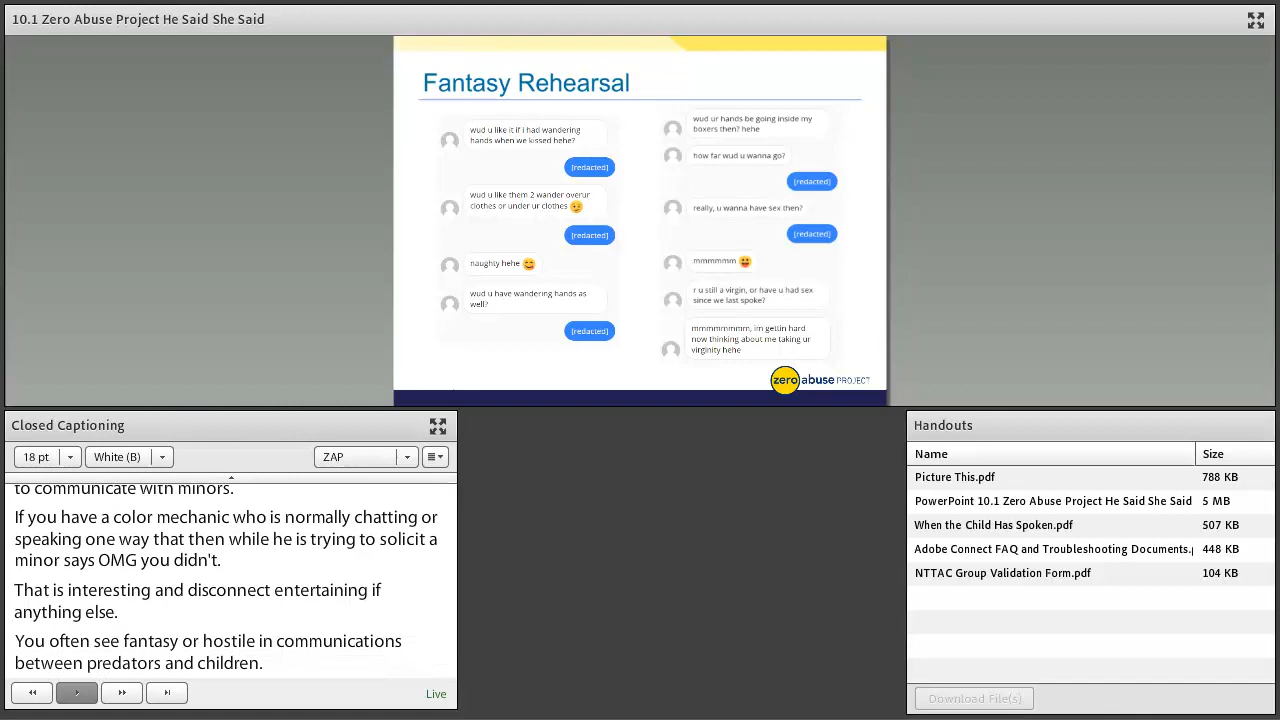 10.1 Zero Abuse Project He Said She Said
Fantasy Rehearsal
wud u like it if i had wandering
hands when we kissed hehe?
[redacted]
wud u like them 2 wander overur
clothes or under ur clothes 😉
[redacted]
naughty hehe 😄
wud u have wandering hands as
well?
[redacted]
wud ur hands be going inside my
boxers then? hehe
how far wud u wanna go?
[redacted]
really, u wanna have sex then?
[redacted]
mmmmmm 😛
r u still a virgin, or have u had sex
since we last spoke?
mmmmmmmm, im gettin hard
now thinking about me taking ur
virginity hehe
zero abuse PROJECT
Closed Captioning
18 pt
White (B)
ZAP
to communicate with minors.
If you have a color mechanic who is normally chatting or
speaking one way that then while he is trying to solicit a
minor says OMG you didn't.
That is interesting and disconnect entertaining if
anything else.
You often see fantasy or hostile in communications
between predators and children.
Live
Handouts
Name Size
Picture This.pdf 788 KB
PowerPoint 10.1 Zero Abuse Project He Said She Said 5 MB
When the Child Has Spoken.pdf 507 KB
Adobe Connect FAQ and Troubleshooting Documents.p 448 KB
NTTAC Group Validation Form.pdf 104 KB
Download File(s)